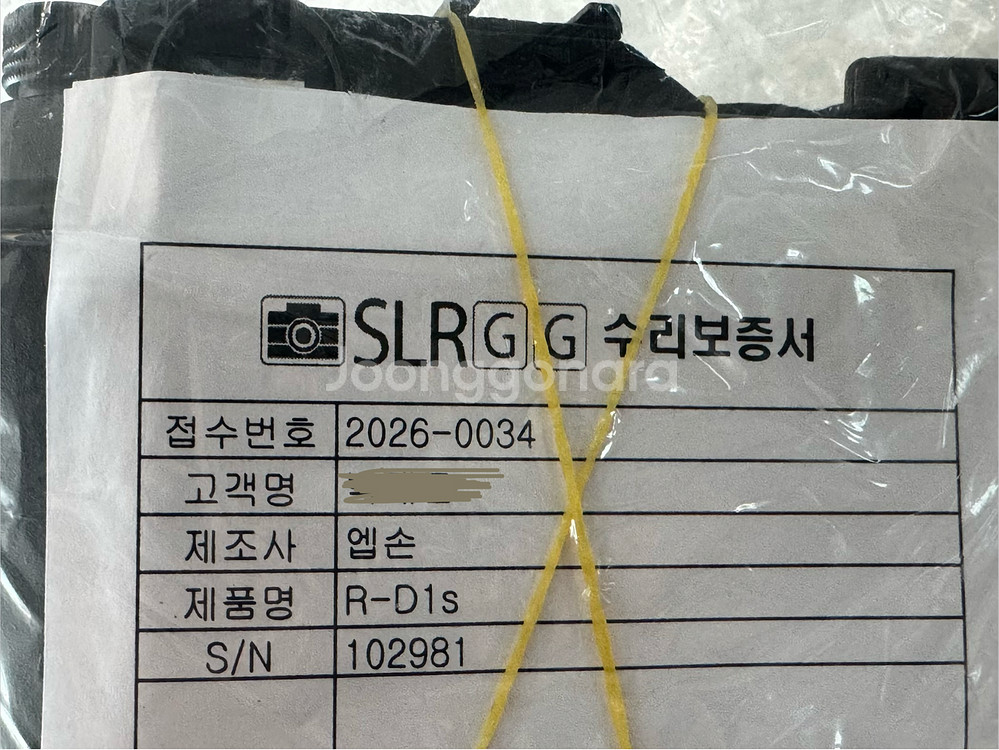 SLRGG 수리보증서
Joonggonara
접수번호 2026-0034
고객명
제조사 엡손
제품명 R-D1s
S/N 102981